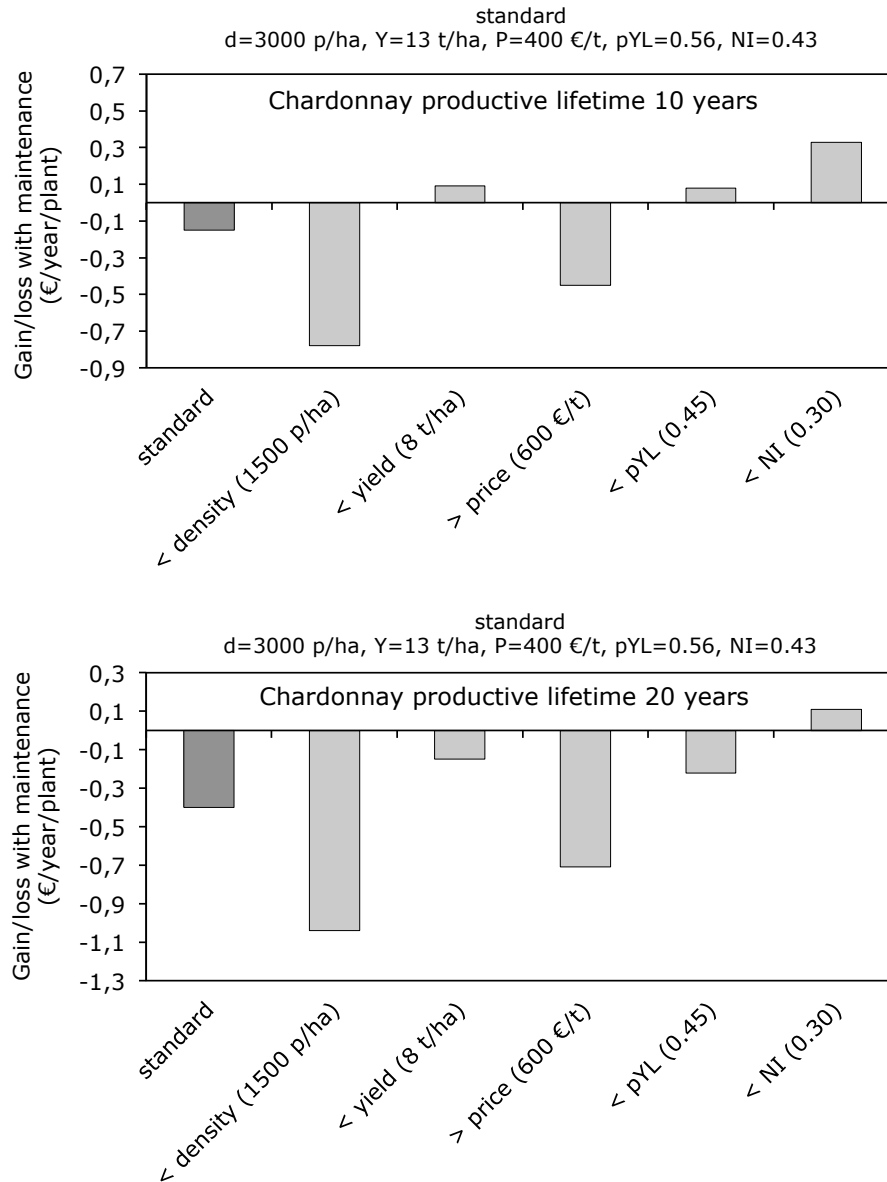 standard
d=3000 p/ha, Y=13 t/ha, P=400 €/t, pYL=0.56, NI=0.43
Chardonnay productive lifetime 10 years
Gain/loss with maintenance
(€/year/plant)
0,7
0,5
0,3
0,1
-0,1
-0,3
-0,5
-0,7
-0,9
standard
< density (1500 p/ha)
< yield (8 t/ha)
> price (600 €/t)
< pYL (0.45)
< NI (0.30)
standard
d=3000 p/ha, Y=13 t/ha, P=400 €/t, pYL=0.56, NI=0.43
Chardonnay productive lifetime 20 years
Gain/loss with maintenance
(€/year/plant)
0,3
0,1
-0,1
-0,3
-0,5
-0,7
-0,9
-1,1
-1,3
standard
< density (1500 p/ha)
< yield (8 t/ha)
> price (600 €/t)
< pYL (0.45)
< NI (0.30)